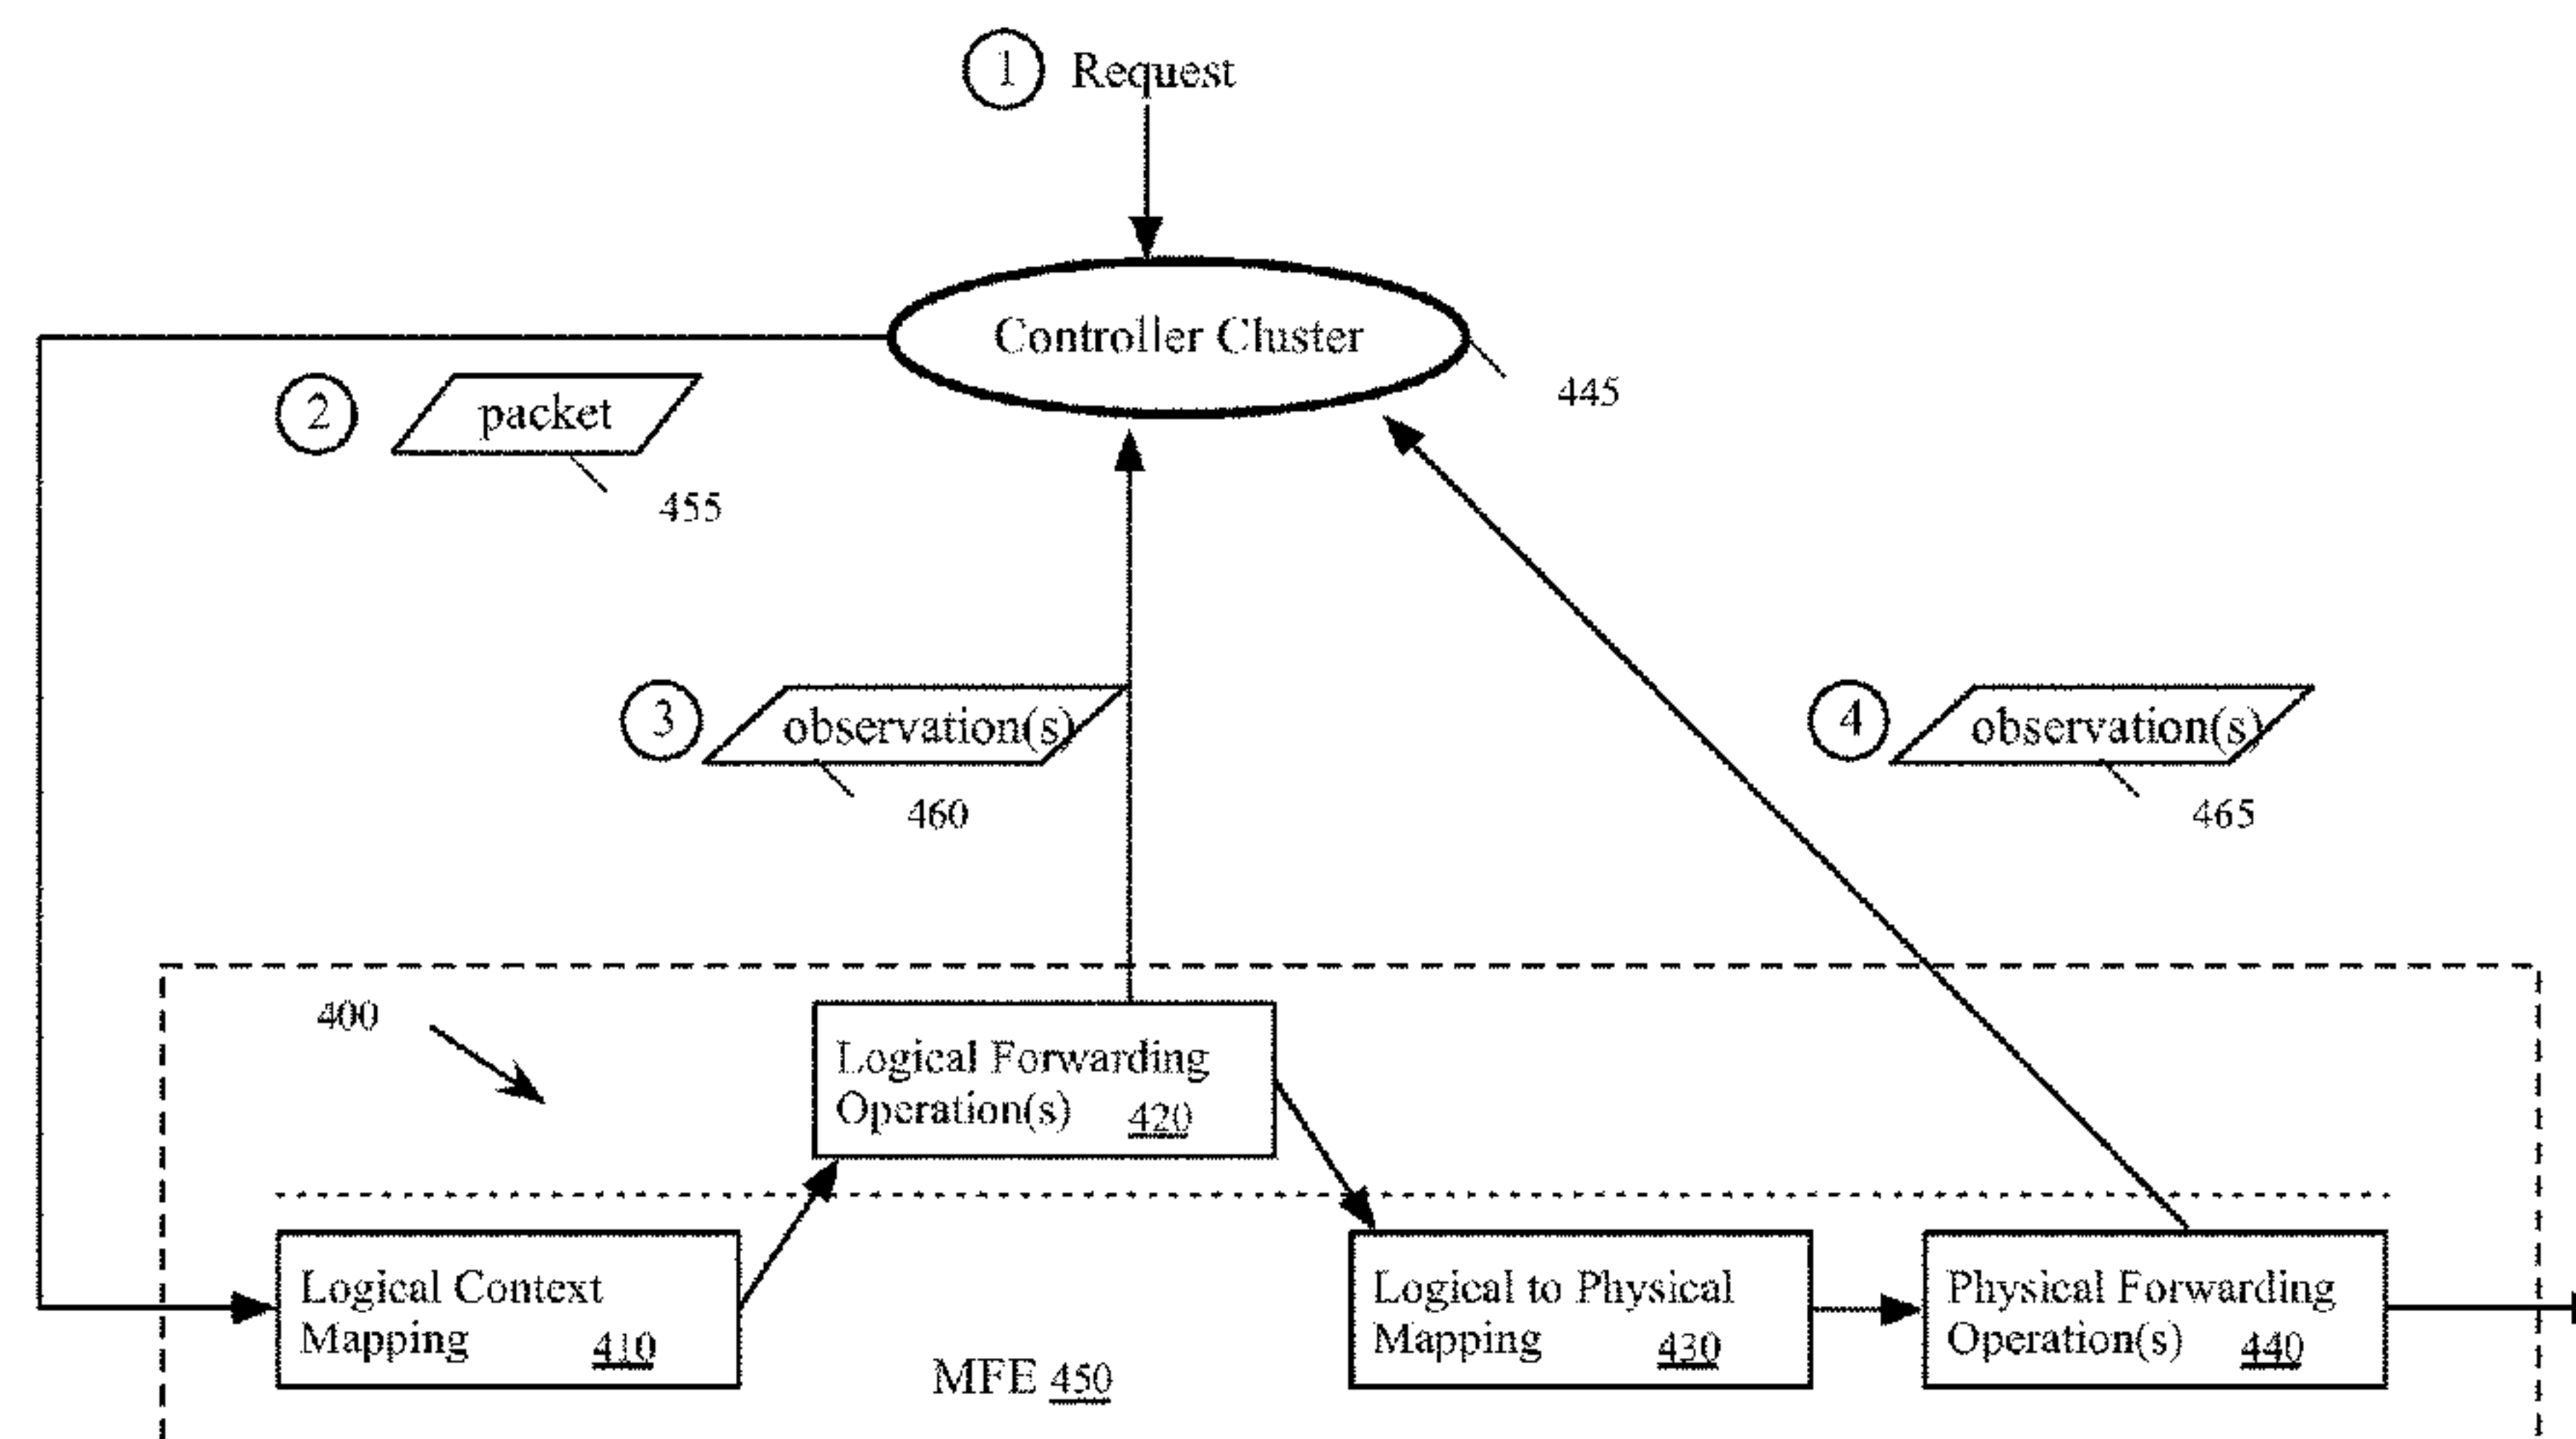 1 Request
Controller Cluster
445
2 packet
455
3 observation(s)
460
4 observation(s)
465
400
Logical Forwarding
Operation(s) 420
Logical Context
Mapping 410
Logical to Physical
Mapping 430
Physical Forwarding
Operation(s) 440
MFE 450